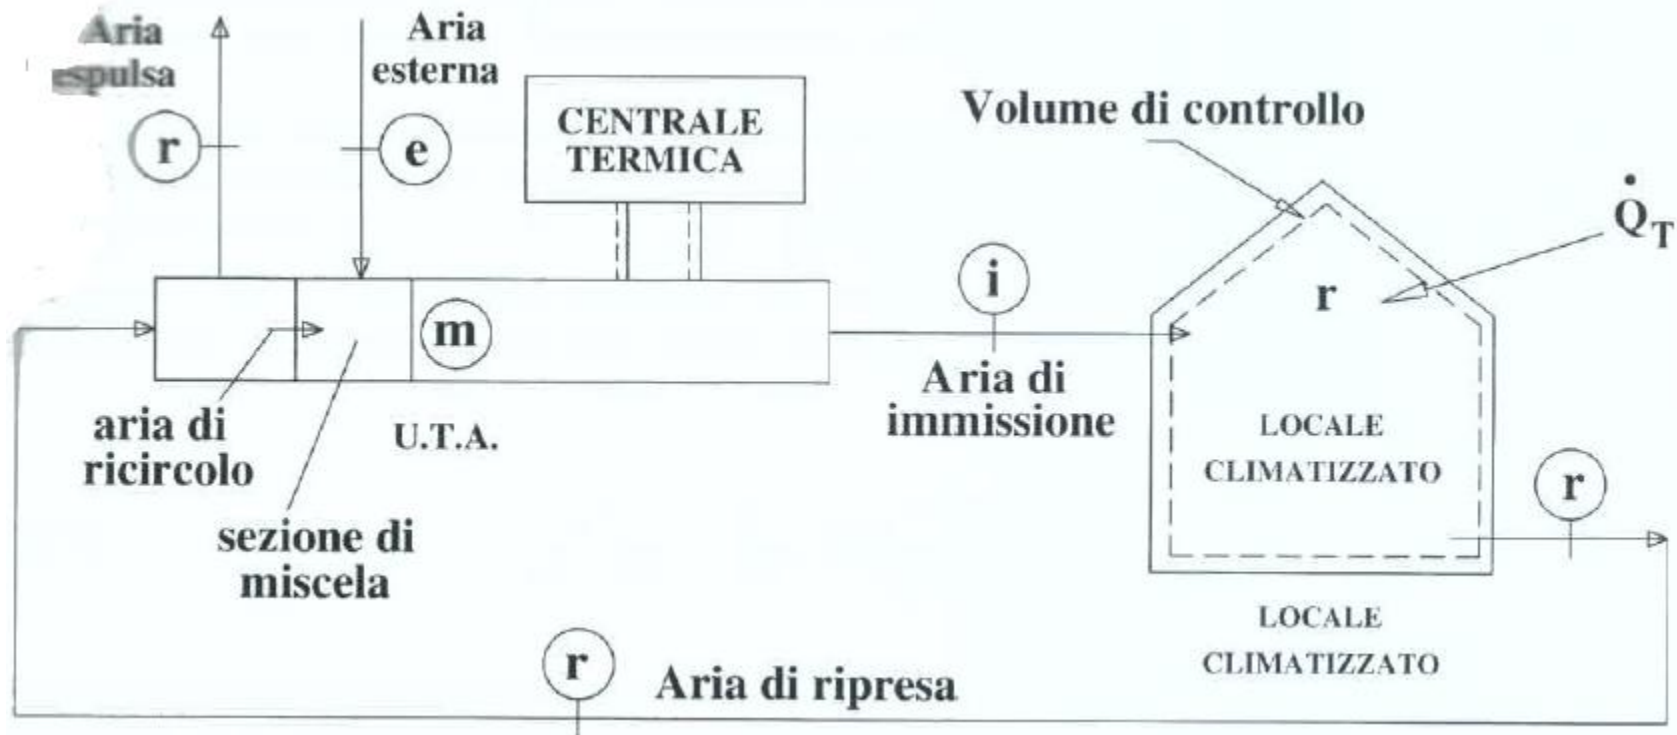 Aria
espulsa
Aria
esterna
r
e
CENTRALE
TERMICA
Volume di controllo
Q̇T
i
r
m
Aria di
immissione
aria di
ricircolo
U.T.A.
LOCALE
CLIMATIZZATO
r
sezione di
miscela
LOCALE
CLIMATIZZATO
r
Aria di ripresa